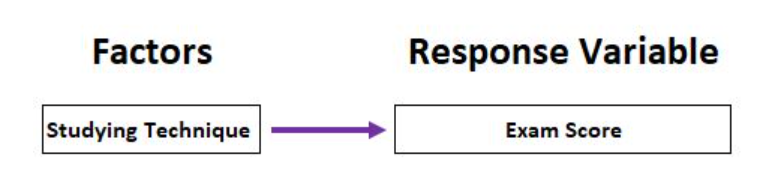 Factors
Response Variable
Studying Technique
Exam Score